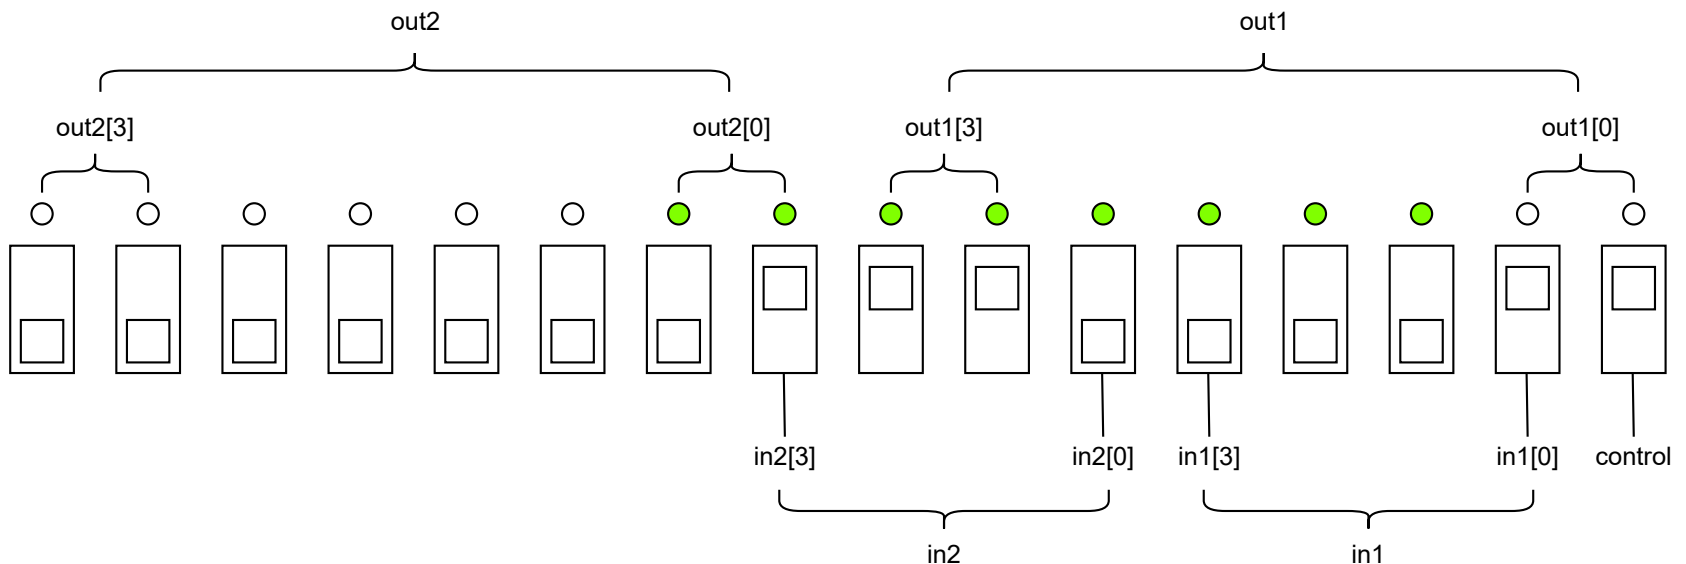 out2 out1
out2[3] out2[0] out1[3] out1[0]
in2[3] in2[0] in1[3] in1[0] control
in2 in1